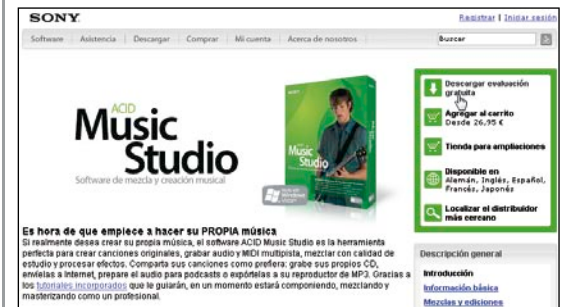 SONY
Registrar | Iniciar sesión
Software | Asistencia | Descargar | Comprar | Mi cuenta | Acerca de nosotros
Buscar
ACID
Music
Studio
Software de mezcla y creación musical
SONY
ACID
Music
Studio
Descargar evaluación
gratuita
Agregar al carrito
Desde 26,95 €
Tienda para ampliaciones
Disponible en
Alemán, Inglés, Español,
Francés, Japonés
Localizar el distribuidor
más cercano
Es hora de que empiece a hacer su PROPIA música
Si realmente desea crear su propia música, el software ACID Music Studio es la herramienta
perfecta para crear canciones originales, grabar audio y MIDI multipista, mezclar con calidad de
estudio y procesar efectos. Comparta sus canciones como prefiera: grabe sus propios CD,
envíelas a Internet, prepare el audio para podcasts o expórtelas a su reproductor de MP3. Gracias a
los tutoriales incorporados que le guiarán, en un momento estará componiendo, mezclando y
masterizando como un profesional.
Descripción general
Introducción
Información básica
Mezclas y ediciones